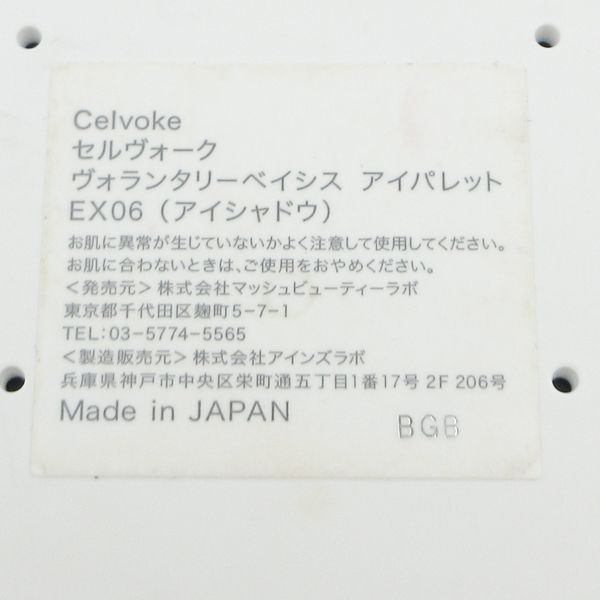 Celvoke
セルヴォーク
ヴォランタリーベイシス アイパレット
EX06（アイシャドウ）
お肌に異常が生じていないかよく注意して使用してください。
お肌に合わないときは、ご使用をおやめください。
＜発売元＞株式会社マッシュビューティーラボ
東京都千代田区麹町5-7-1
TEL:03-5774-5565
＜製造販売元＞株式会社アインズラボ
兵庫県神戸市中央区栄町通五丁目1番17号 2F 206号
Made in JAPAN
BGB